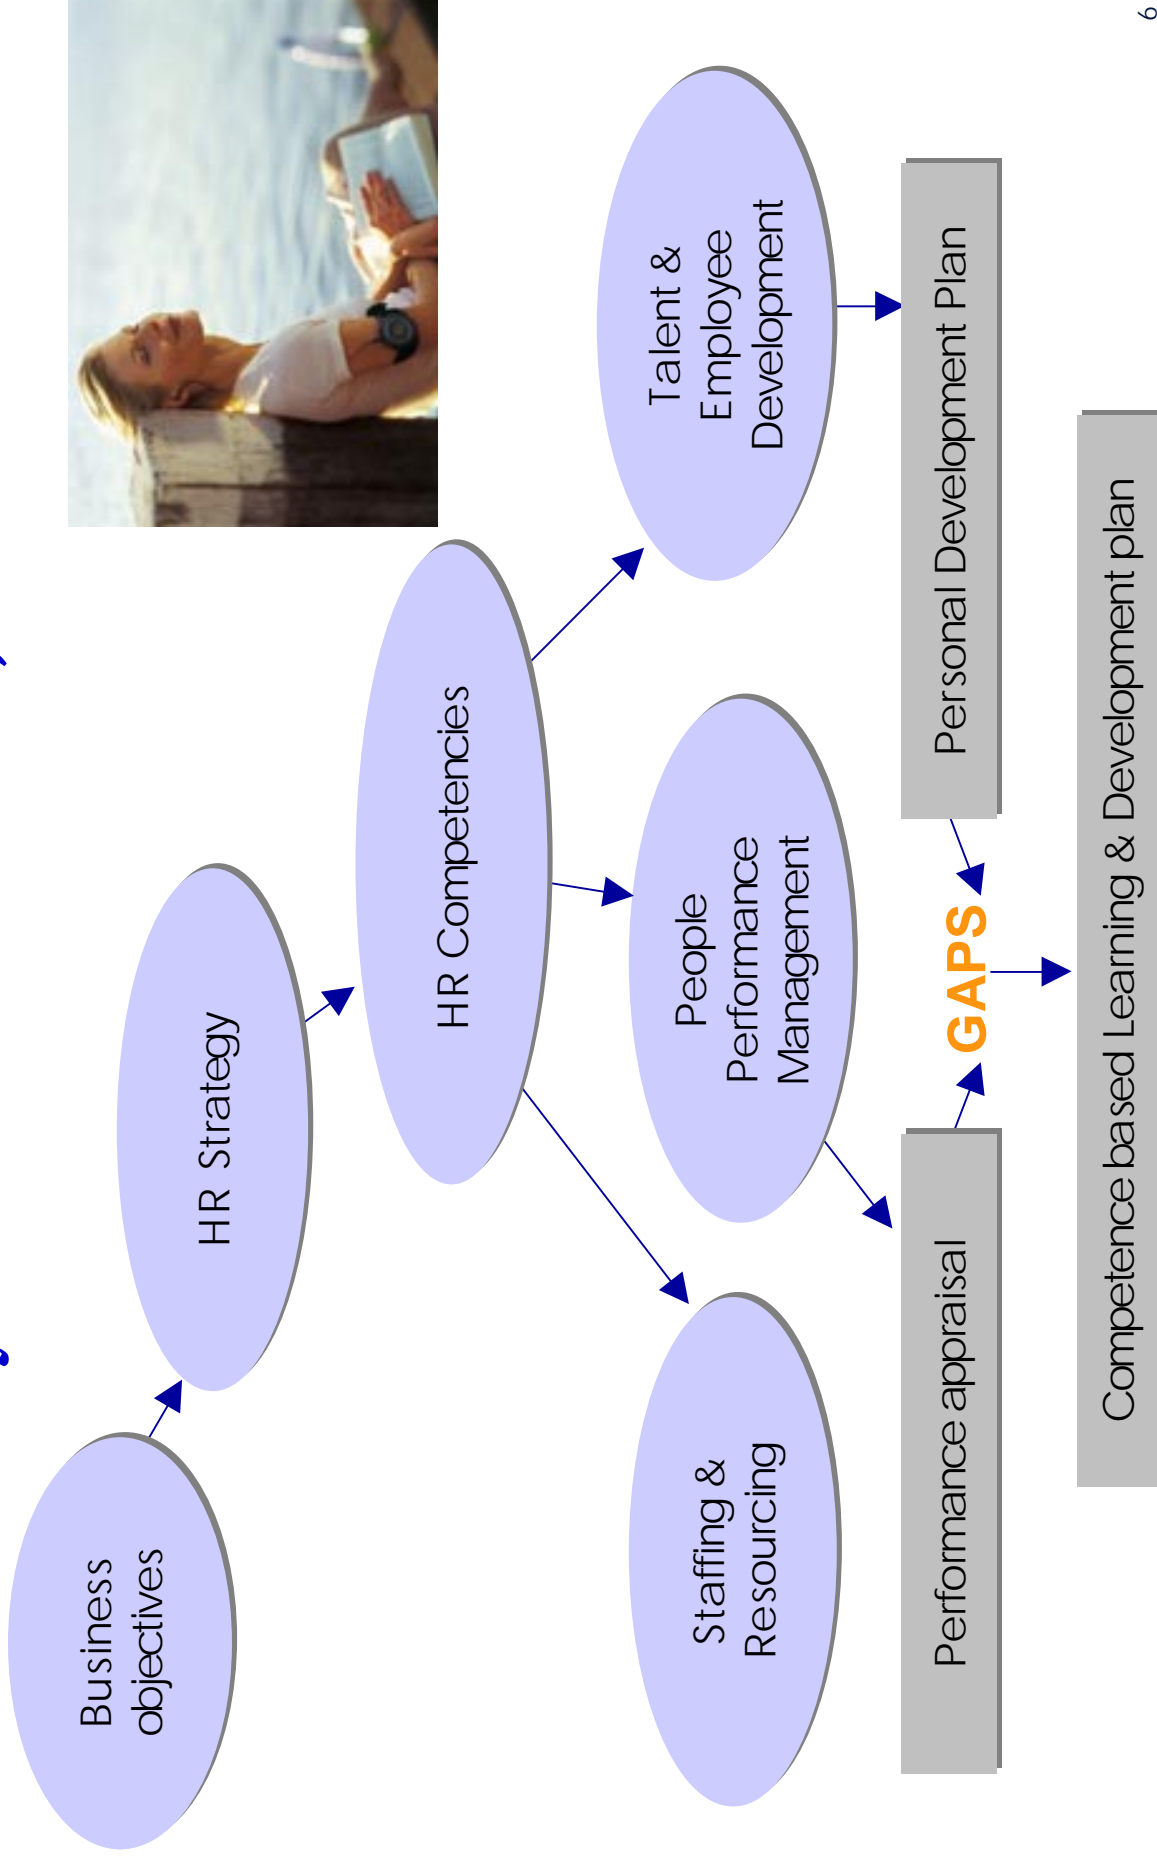 Business
objectives
HR Strategy
HR Competencies
Staffing &
Resourcing
People
Performance
Management
Talent &
Employee
Development
Performance appraisal
GAPS
Personal Development Plan
Competence based Learning & Development plan
6